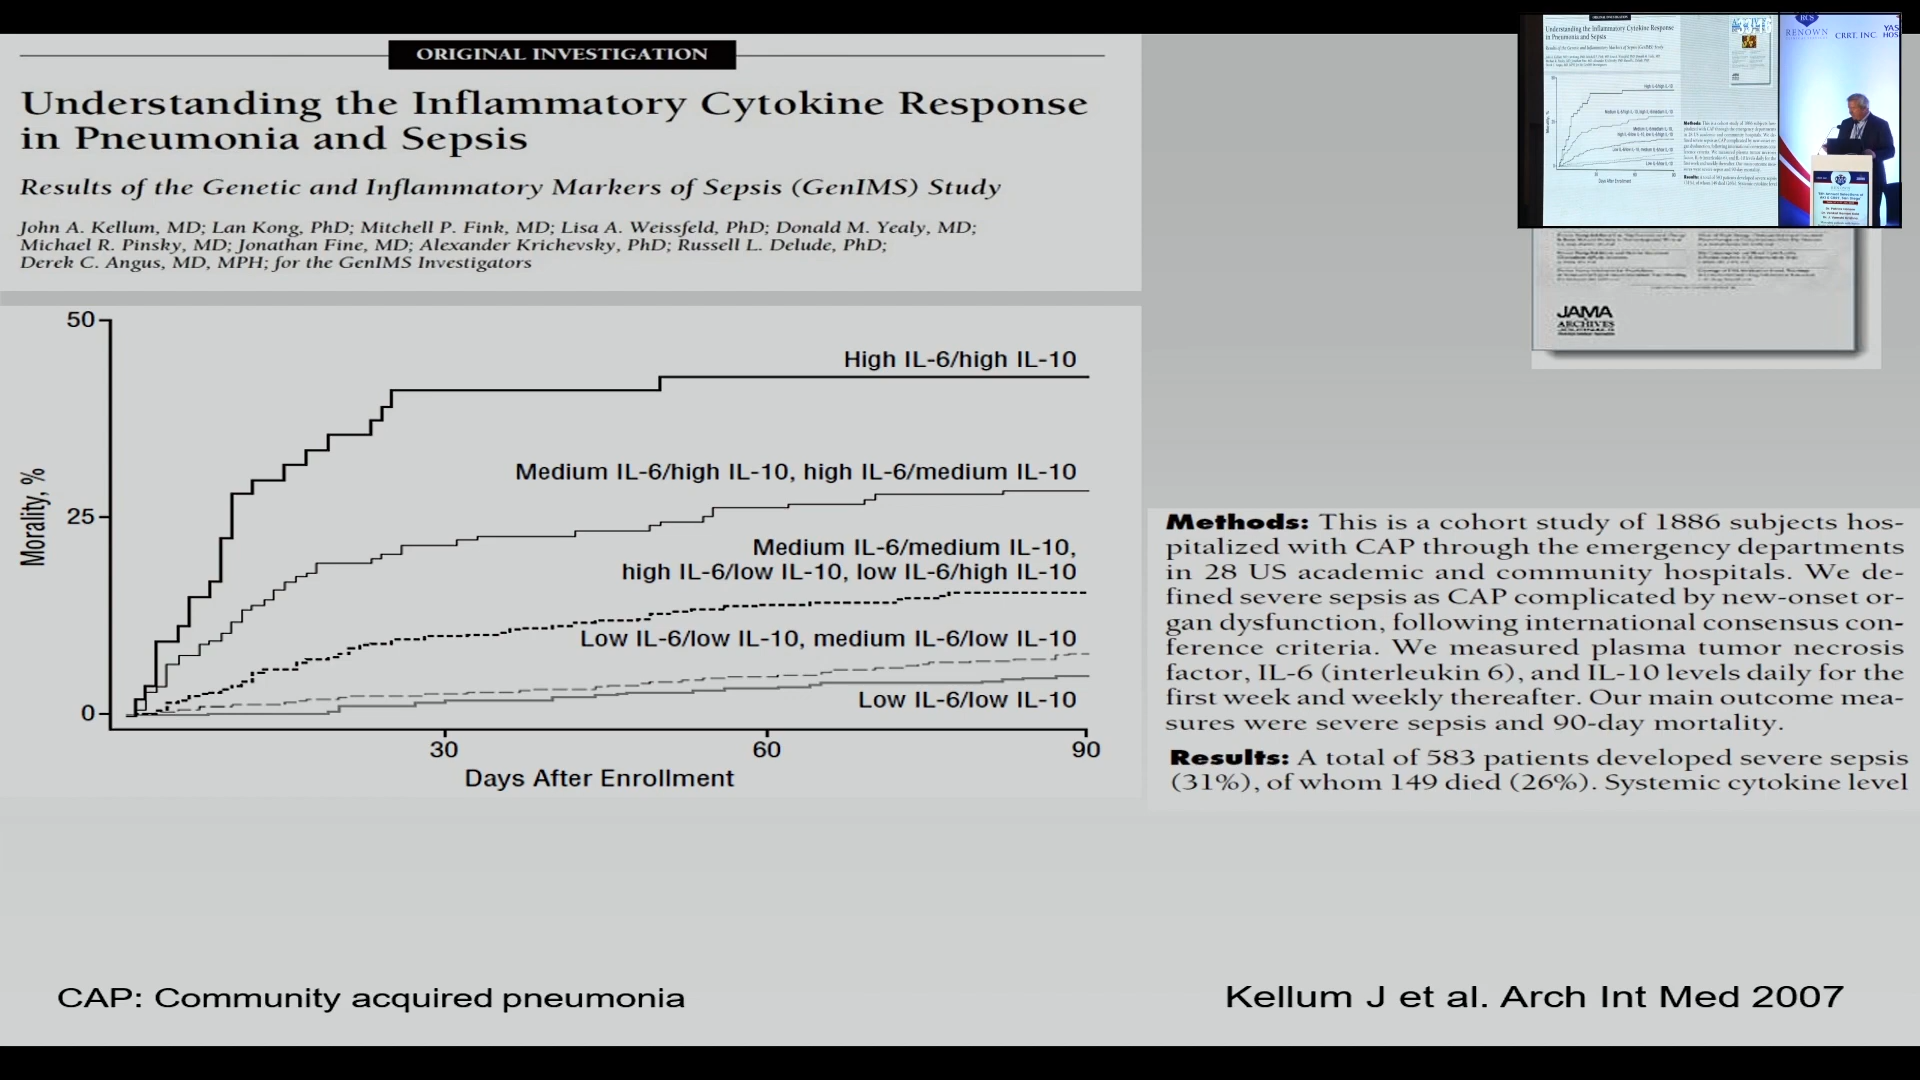 ORIGINAL INVESTIGATION
Understanding the Inflammatory Cytokine Response
in Pneumonia and Sepsis
Results of the Genetic and Inflammatory Markers of Sepsis (GenIMS) Study
John A. Kellum, MD; Lan Kong, PhD; Mitchell P. Fink, MD; Lisa A. Weissfeld, PhD; Donald M. Yealy, MD;
Michael R. Pinsky, MD; Jonathan Fine, MD; Alexander Krichevsky, PhD; Russell L. Delude, PhD;
Derek C. Angus, MD, MPH; for the GenIMS Investigators
50
25
0
Morality, %
High IL-6/high IL-10
Medium IL-6/high IL-10, high IL-6/medium IL-10
Medium IL-6/medium IL-10,
high IL-6/low IL-10, low IL-6/high IL-10
Low IL-6/low IL-10, medium IL-6/low IL-10
Low IL-6/low IL-10
30
60
90
Days After Enrollment
RCS
RENOWN
CRRT, INC.
YAS
HOS
JAMA
ARCHIVES
JOURNALS
Methods: This is a cohort study of 1886 subjects hos-
pitalized with CAP through the emergency departments
in 28 US academic and community hospitals. We de-
fined severe sepsis as CAP complicated by new-onset or-
gan dysfunction, following international consensus con-
ference criteria. We measured plasma tumor necrosis
factor, IL-6 (interleukin 6), and IL-10 levels daily for the
first week and weekly thereafter. Our main outcome mea-
sures were severe sepsis and 90-day mortality.
Results: A total of 583 patients developed severe sepsis
(31%), of whom 149 died (26%). Systemic cytokine level
CAP: Community acquired pneumonia
Kellum J et al. Arch Int Med 2007